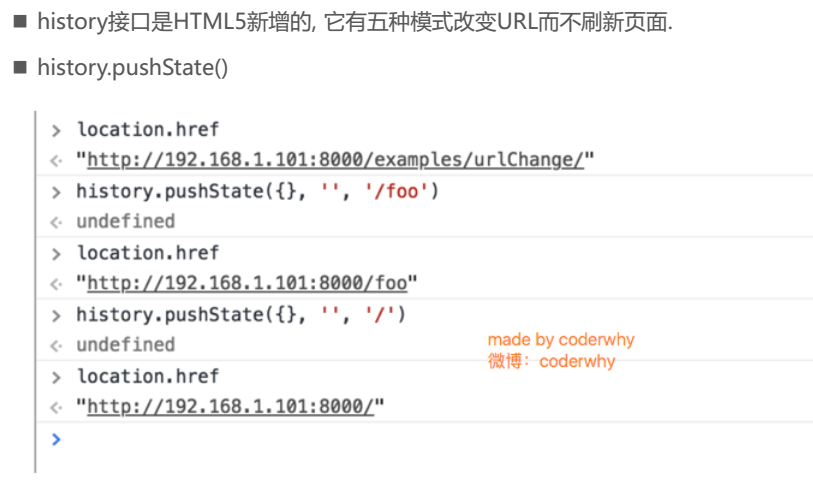 ■ history接口是HTML5新增的, 它有五种模式改变URL而不刷新页面.
■ history.pushState()
> location.href
<· "http://192.168.1.101:8000/examples/urlChange/"
> history.pushState({}, '', '/foo')
<· undefined
> location.href
<· "http://192.168.1.101:8000/foo"
> history.pushState({}, '', '/')
<· undefined
> location.href
<· "http://192.168.1.101:8000/"
>
made by coderwhy
微博：coderwhy